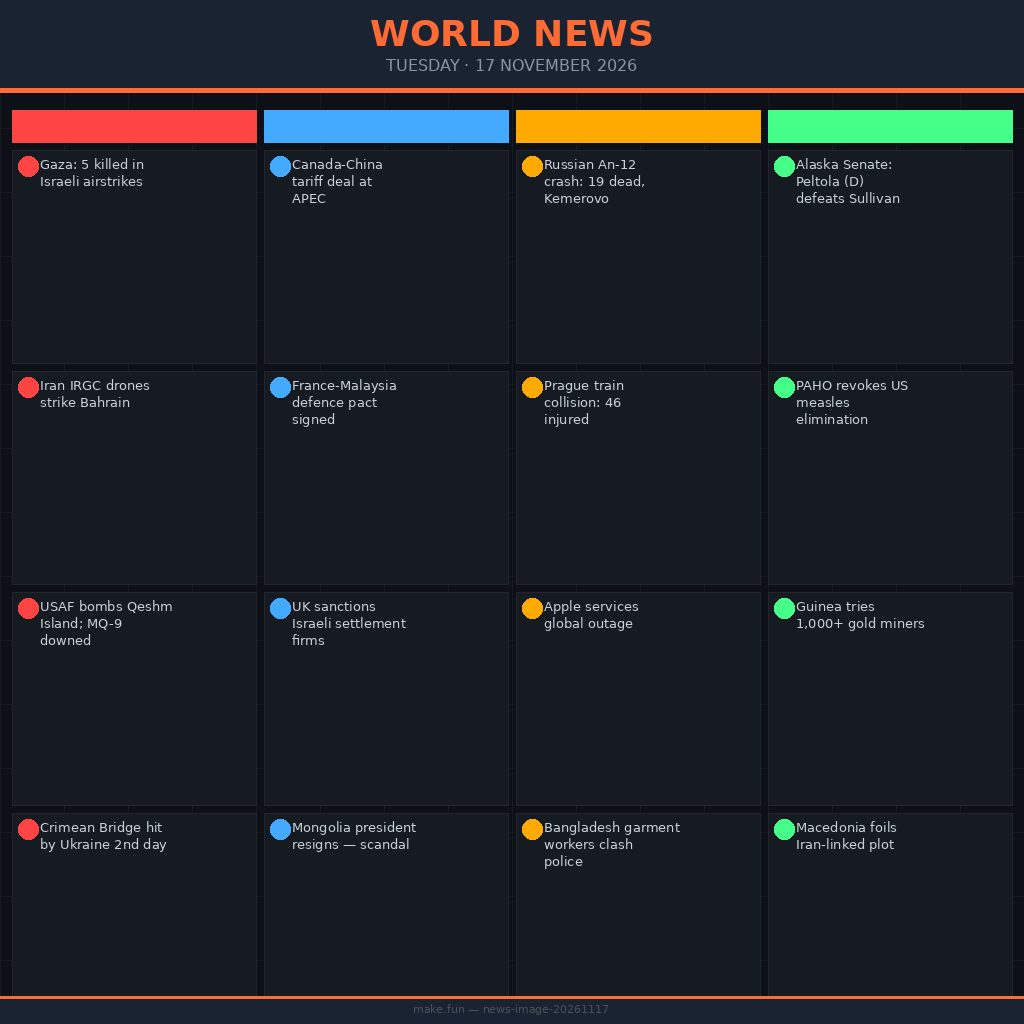 WORLD NEWS
TUESDAY · 17 NOVEMBER 2026
Gaza: 5 killed in
Israeli airstrikes
Canada-China
tariff deal at
APEC
Russian An-12
crash: 19 dead,
Kemerovo
Alaska Senate:
Peltola (D)
defeats Sullivan
Iran IRGC drones
strike Bahrain
France-Malaysia
defence pact
signed
Prague train
collision: 46
injured
PAHO revokes US
measles
elimination
USAF bombs Qeshm
Island; MQ-9
downed
UK sanctions
Israeli settlement
firms
Apple services
global outage
Guinea tries
1,000+ gold miners
Crimean Bridge hit
by Ukraine 2nd day
Mongolia president
resigns — scandal
Bangladesh garment
workers clash
police
Macedonia foils
Iran-linked plot
make.fun — news-image-20261117